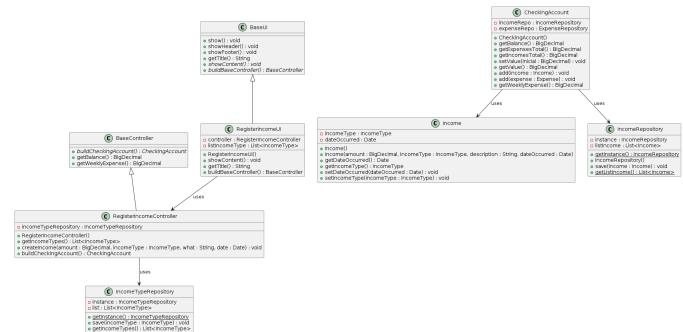 BaseUI
show() : void
showHeader() : void
showFooter() : void
getTitle() : String
showContent() : void
buildBaseController() : BaseController
CheckingAccount
incomeRepo : IncomeRepository
expenseRepo : ExpenseRepository
CheckingAccount()
getBalance() : BigDecimal
getExpensesTotal() : BigDecimal
getIncomesTotal() : BigDecimal
setValue(inicial : BigDecimal) : void
getValue() : BigDecimal
add(income : Income) : void
add(expense : Expense) : void
getWeeklyExpense() : BigDecimal
uses
uses
BaseController
buildCheckingAccount() : CheckingAccount
getBalance() : BigDecimal
getWeeklyExpense() : BigDecimal
RegisterIncomeUI
controller : RegisterIncomeController
listIncomeType : List<IncomeType>
RegisterIncomeUI()
showContent() : void
getTitle() : String
buildBaseController() : BaseController
Income
incomeType : IncomeType
dateOccurred : Date
Income()
Income(amount : BigDecimal, incomeType : IncomeType, description : String, dateOccurred : Date)
getDateOccurred() : Date
getIncomeType() : IncomeType
setDateOccurred(dateOccurred : Date) : void
setIncomeType(incomeType : IncomeType) : void
IncomeRepository
instance : IncomeRepository
listIncome : List<Income>
getInstance() : IncomeRepository
IncomeRepository()
save(income : Income) : void
getListIncome() : List<Income>
uses
RegisterIncomeController
incomeTypeRepository : IncomeTypeRepository
RegisterIncomeController()
getIncomeTypes() : List<IncomeType>
createIncome(amount : BigDecimal, incomeType : IncomeType, what : String, date : Date) : void
buildCheckingAccount() : CheckingAccount
uses
IncomeTypeRepository
instance : IncomeTypeRepository
list : List<IncomeType>
getInstance() : IncomeTypeRepository
save(incomeType : IncomeType) : void
getIncomeTypes() : List<IncomeType>